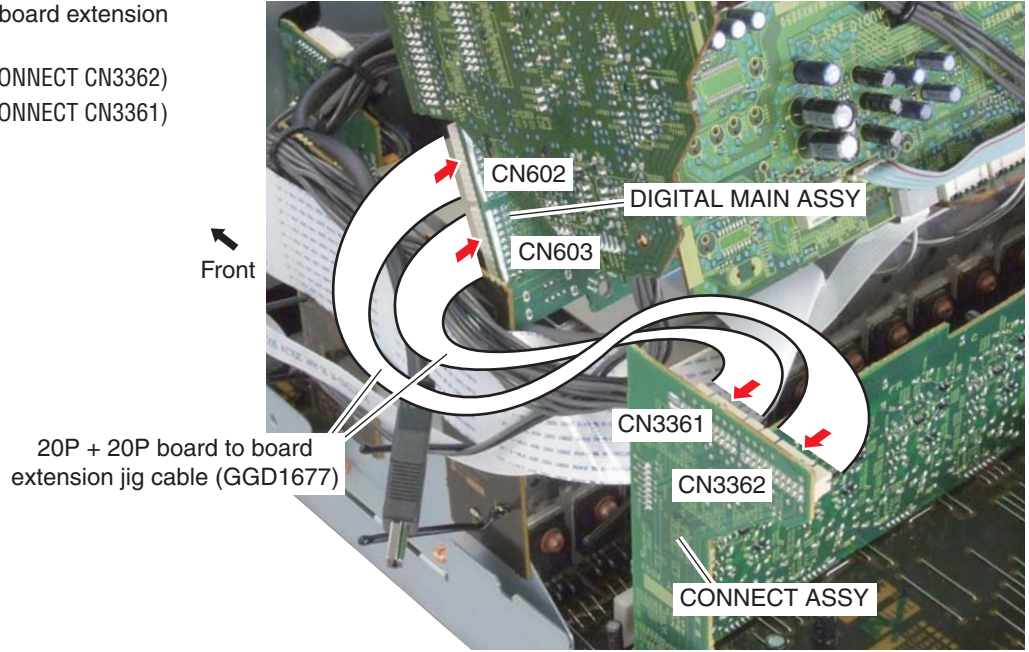 board extension
ONNECT CN3362)
ONNECT CN3361)
CN602
DIGITAL MAIN ASSY
CN603
Front
CN3361
20P + 20P board to board
extension jig cable (GGD1677)
CN3362
CONNECT ASSY